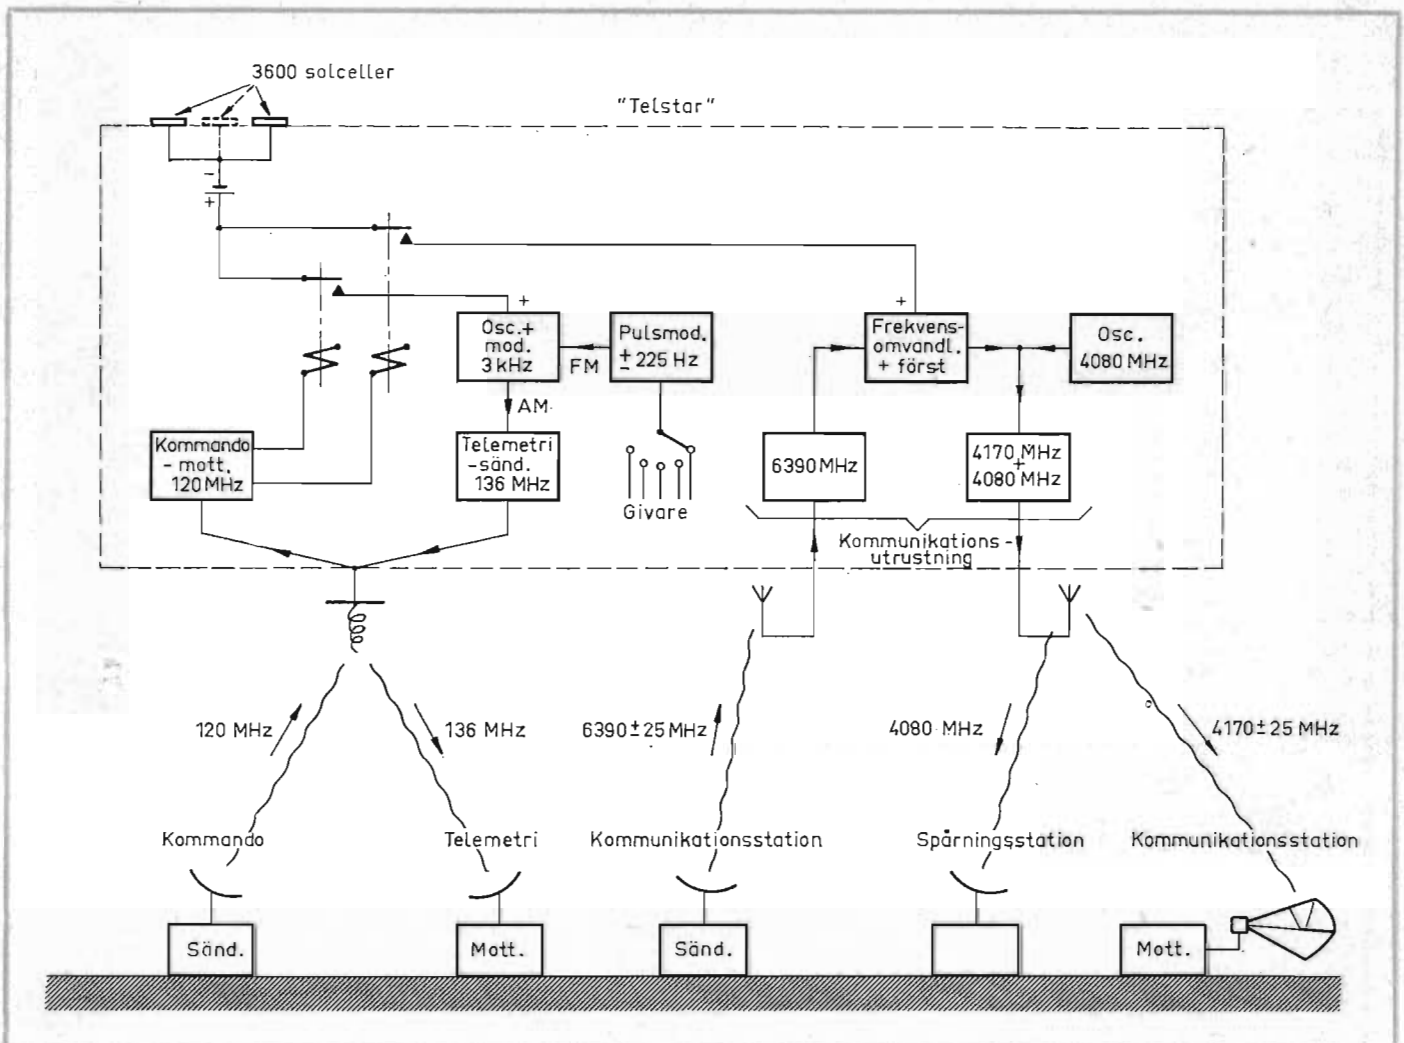 3600 solceller
"Telstar"
-
+
+
Osc.+
mod.
3 kHz
FM
Pulsmod.
± 225 Hz
+
Frekvens-
omvandl.
+ först
Osc.
4080 MHz
AM
Kommando
- mott.
120 MHz
Telemetri
-sänd.
136 MHz
Givare
6390 MHz
4170 MHz
+
4080 MHz
Kommunikations-
utrustning
120 MHz
136 MHz
6390±25 MHz
4080 MHz
4170±25 MHz
Kommando
Telemetri
Kommunikationsstation
Spårningsstation
Kommunikationsstation
Sänd.
Mott.
Sänd.
Mott.